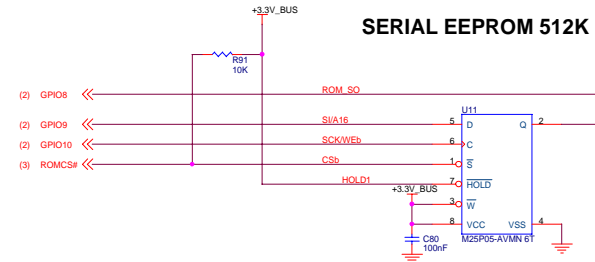 +3.3V_BUS
SERIAL EEPROM 512K
R91
10K
(2) GPIO8 ROM_SO
U11
(2) GPIO9 SI/A16 5 D Q 2
(2) GPIO10 SCK/WEb 6 C
(3) ROMCS# CSb 1 S
HOLD1 7 HOLD
+3.3V_BUS
3 W
8 VCC VSS 4
C80
100nF
M25P05-AVMN 6T